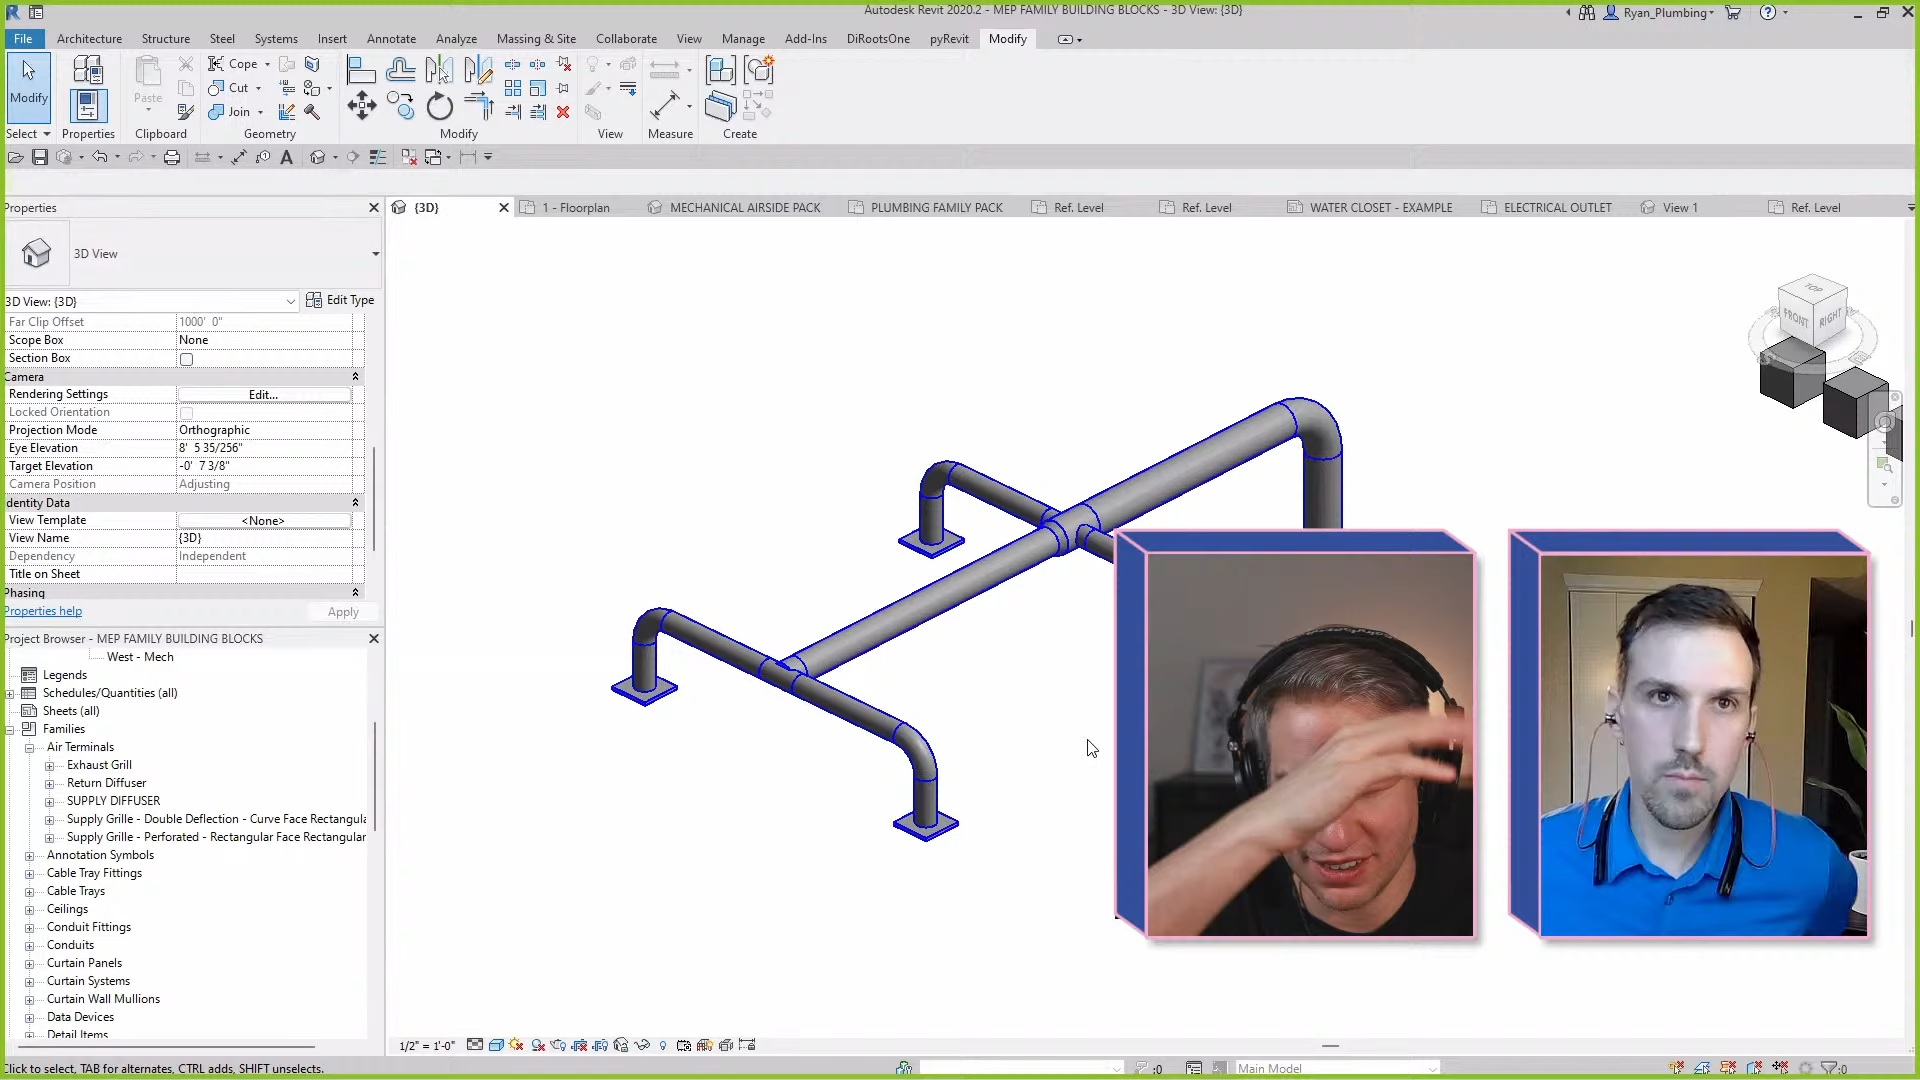 Autodesk Revit 2020.2 - MEP FAMILY BUILDING BLOCKS - 3D View: {3D}
Ryan_Plumbing
File Architecture Structure Steel Systems Insert Annotate Analyze Massing & Site Collaborate View Manage Add-Ins DiRootsOne pyRevit Modify
Modify
Paste
Cope
Cut
Join
Select Properties Clipboard Geometry Modify View Measure Create
Properties
{3D} 1 - Floorplan MECHANICAL AIRSIDE PACK PLUMBING FAMILY PACK Ref. Level Ref. Level WATER CLOSET - EXAMPLE ELECTRICAL OUTLET View 1 Ref. Level
3D View
3D View: {3D} Edit Type
Far Clip Offset 1000' 0"
Scope Box None
Section Box
Camera
Rendering Settings Edit...
Locked Orientation
Projection Mode Orthographic
Eye Elevation 8' 5 35/256"
Target Elevation -0' 7 3/8"
Camera Position Adjusting
Identity Data
View Template <None>
View Name {3D}
Dependency Independent
Title on Sheet
Phasing
Properties help Apply
Project Browser - MEP FAMILY BUILDING BLOCKS
West - Mech
Legends
Schedules/Quantities (all)
Sheets (all)
Families
Air Terminals
Exhaust Grill
Return Diffuser
SUPPLY DIFFUSER
Supply Grille - Double Deflection - Curve Face Rectangula
Supply Grille - Perforated - Rectangular Face Rectangular
Annotation Symbols
Cable Tray Fittings
Cable Trays
Ceilings
Conduit Fittings
Conduits
Curtain Panels
Curtain Systems
Curtain Wall Mullions
Data Devices
Detail Items
TOP
FRONT RIGHT
1/2" = 1'-0"
Click to select, TAB for alternates, CTRL adds, SHIFT unselects.
:0 Main Model :0